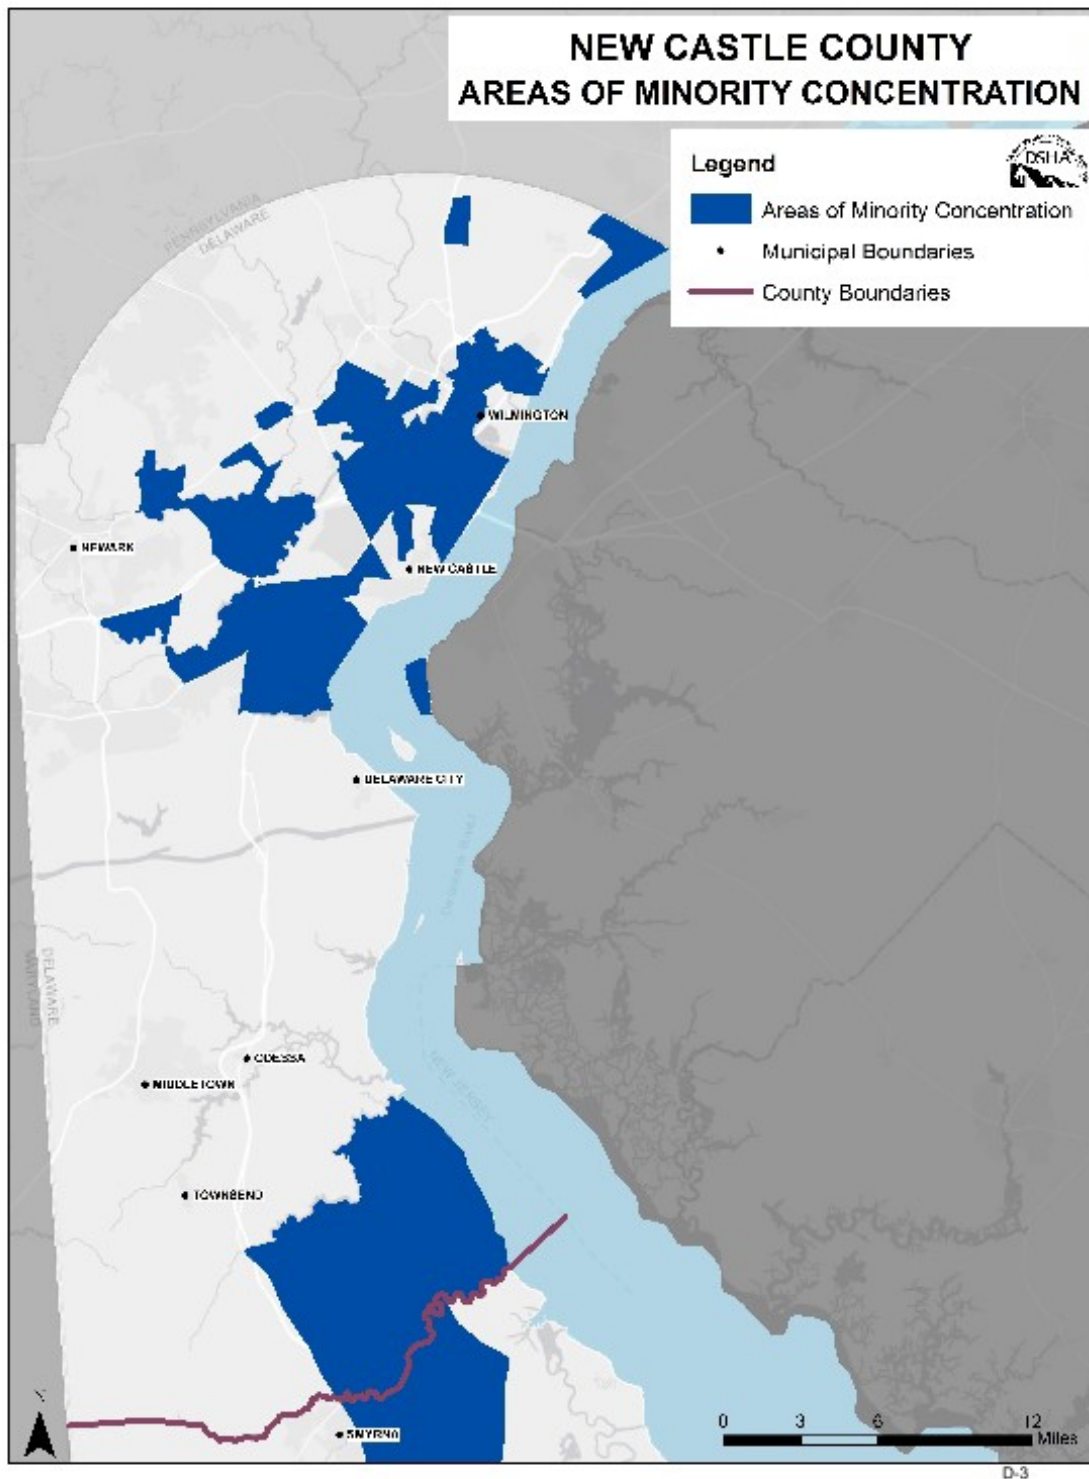 NEW CASTLE COUNTY
AREAS OF MINORITY CONCENTRATION
Legend
DSHA
Areas of Minority Concentration
Municipal Boundaries
County Boundaries
PENNSYLVANIA
DELAWARE
WILMINGTON
NEWARK
NEW CASTLE
DELAWARE CITY
DELAWARE
MARYLAND
NEW JERSEY
ODESSA
MIDDLETOWN
TOWNSEND
SMYRNA
0 3 6 12
Miles
D-3